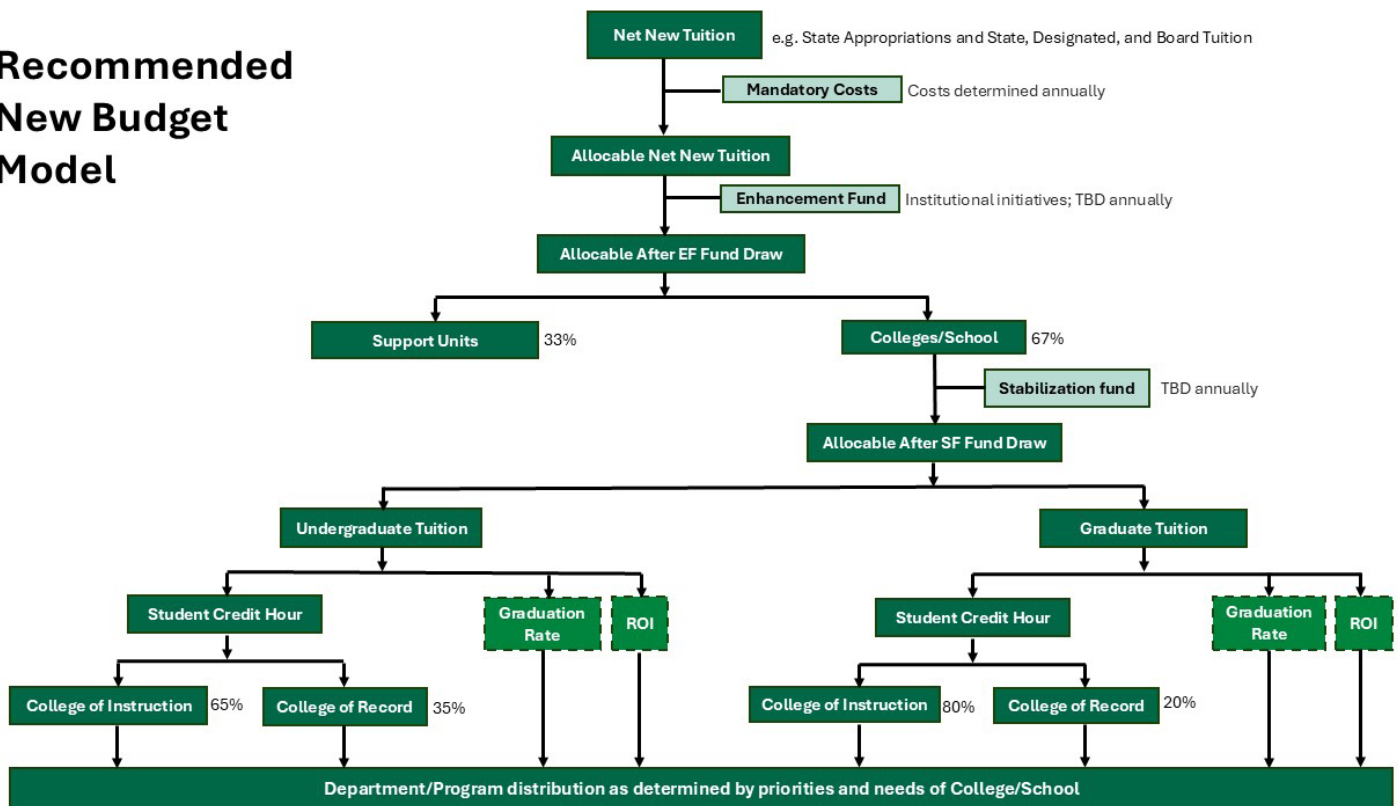 Recommended
New Budget
Model
Net New Tuition
e.g. State Appropriations and State, Designated, and Board Tuition
Mandatory Costs
Costs determined annually
Allocable Net New Tuition
Enhancement Fund
Institutional initiatives; TBD annually
Allocable After EF Fund Draw
Support Units
33%
Colleges/School
67%
Stabilization fund
TBD annually
Allocable After SF Fund Draw
Undergraduate Tuition
Graduate Tuition
Student Credit Hour
Graduation
Rate
ROI
Student Credit Hour
Graduation
Rate
ROI
College of Instruction
65%
College of Record
35%
College of Instruction
80%
College of Record
20%
Department/Program distribution as determined by priorities and needs of College/School